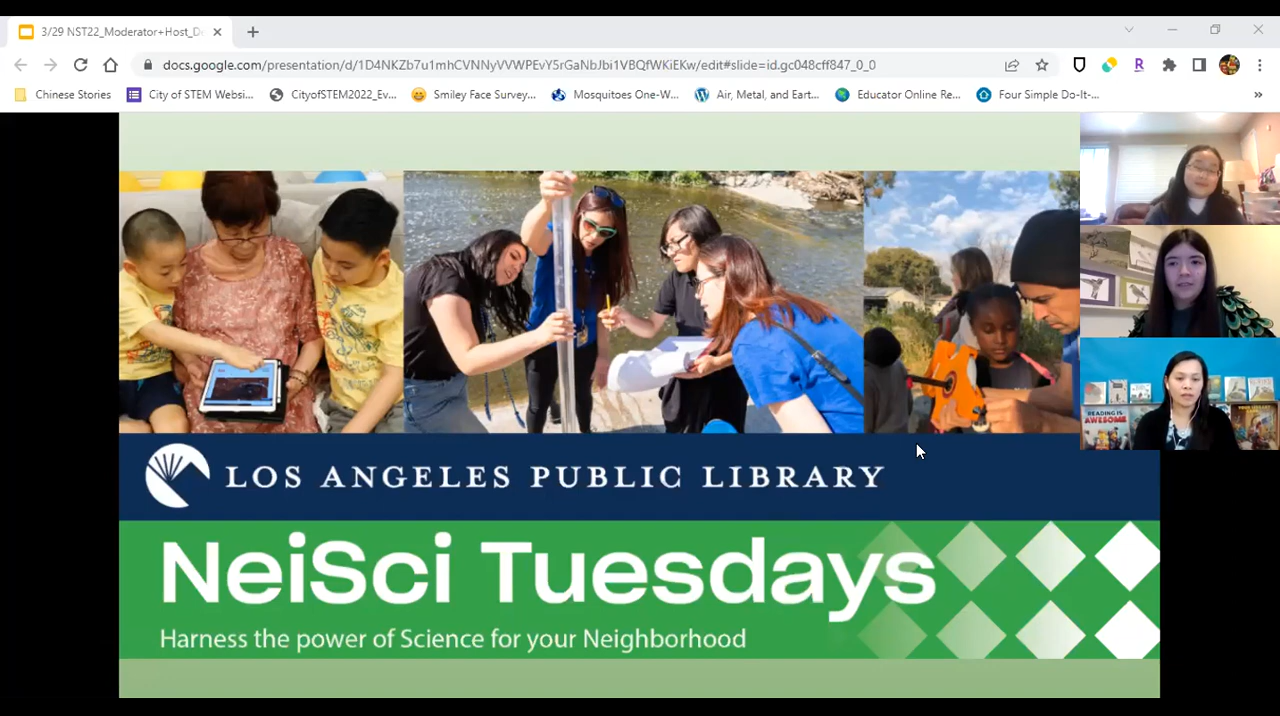 3/29 NST22_Moderator+Host_D
docs.google.com/presentation/d/1D4NKZb7u1mhCVNNyVVWPEvY5rGaNbJbi1VBQfWKiEKw/edit#slide=id.gc048cff847_0_0
Chinese Stories
City of STEM Websi...
CityofSTEM2022_Ev...
Smiley Face Survey...
Mosquitoes One-W...
Air, Metal, and Eart...
Educator Online Re...
Four Simple Do-It-...
READING IS
AWESOME
LOS ANGELES PUBLIC LIBRARY
NeiSci Tuesdays
Harness the power of Science for your Neighborhood